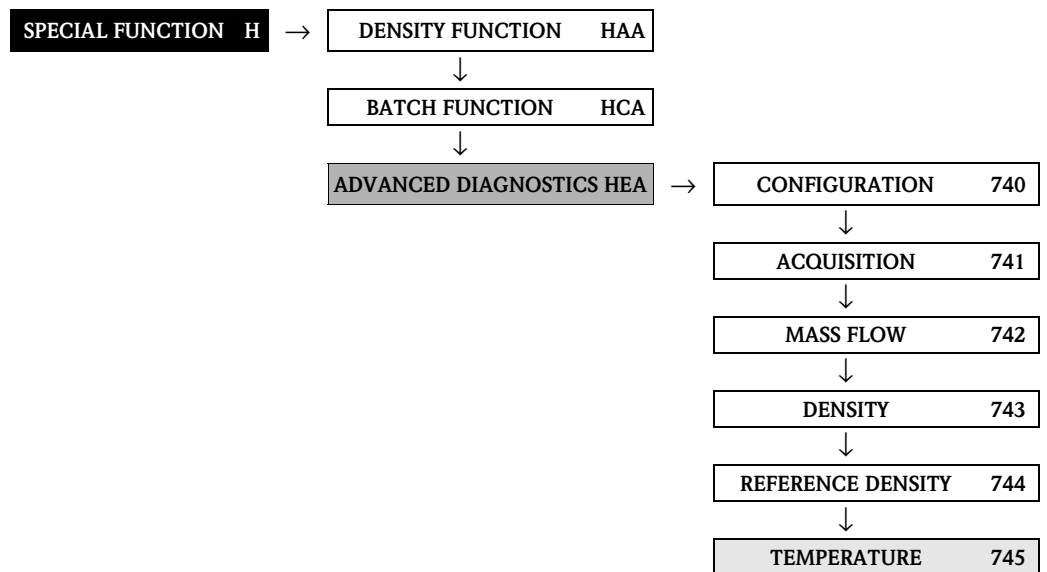 SPECIAL FUNCTION H → DENSITY FUNCTION HAA
↓
BATCH FUNCTION HCA
↓
ADVANCED DIAGNOSTICS HEA → CONFIGURATION 740
↓
ACQUISITION 741
↓
MASS FLOW 742
↓
DENSITY 743
↓
REFERENCE DENSITY 744
↓
TEMPERATURE 745